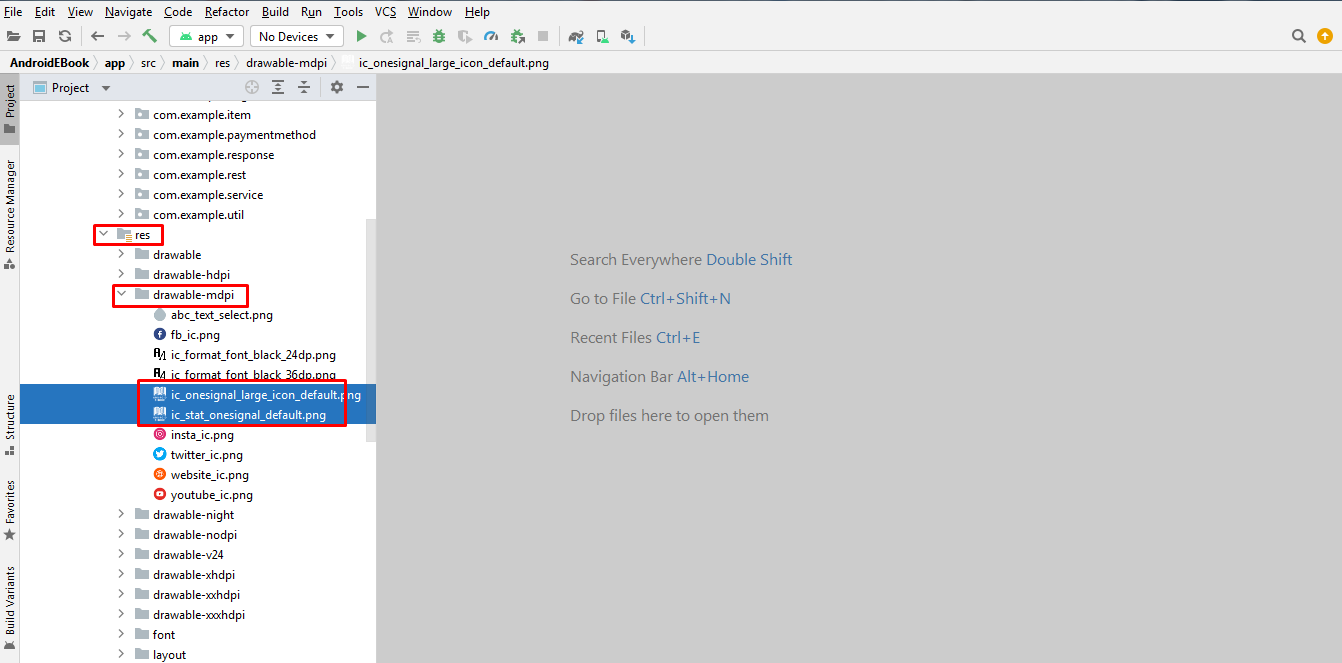 File Edit View Navigate Code Refactor Build Run Tools VCS Window Help
app No Devices
AndroidEBook app src main res drawable-mdpi ic_onesignal_large_icon_default.png
Project
com.example.item
com.example.paymentmethod
com.example.response
com.example.rest
com.example.service
com.example.util
res
drawable
drawable-hdpi
drawable-mdpi
abc_text_select.png
fb_ic.png
ic_format_font_black_24dp.png
ic_format_font_black_36dp.png
ic_onesignal_large_icon_default.png
ic_stat_onesignal_default.png
insta_ic.png
twitter_ic.png
website_ic.png
youtube_ic.png
drawable-night
drawable-nodpi
drawable-v24
drawable-xhdpi
drawable-xxhdpi
drawable-xxxhdpi
font
layout
Project
Resource Manager
Structure
Favorites
Build Variants
Search Everywhere Double Shift
Go to File Ctrl+Shift+N
Recent Files Ctrl+E
Navigation Bar Alt+Home
Drop files here to open them